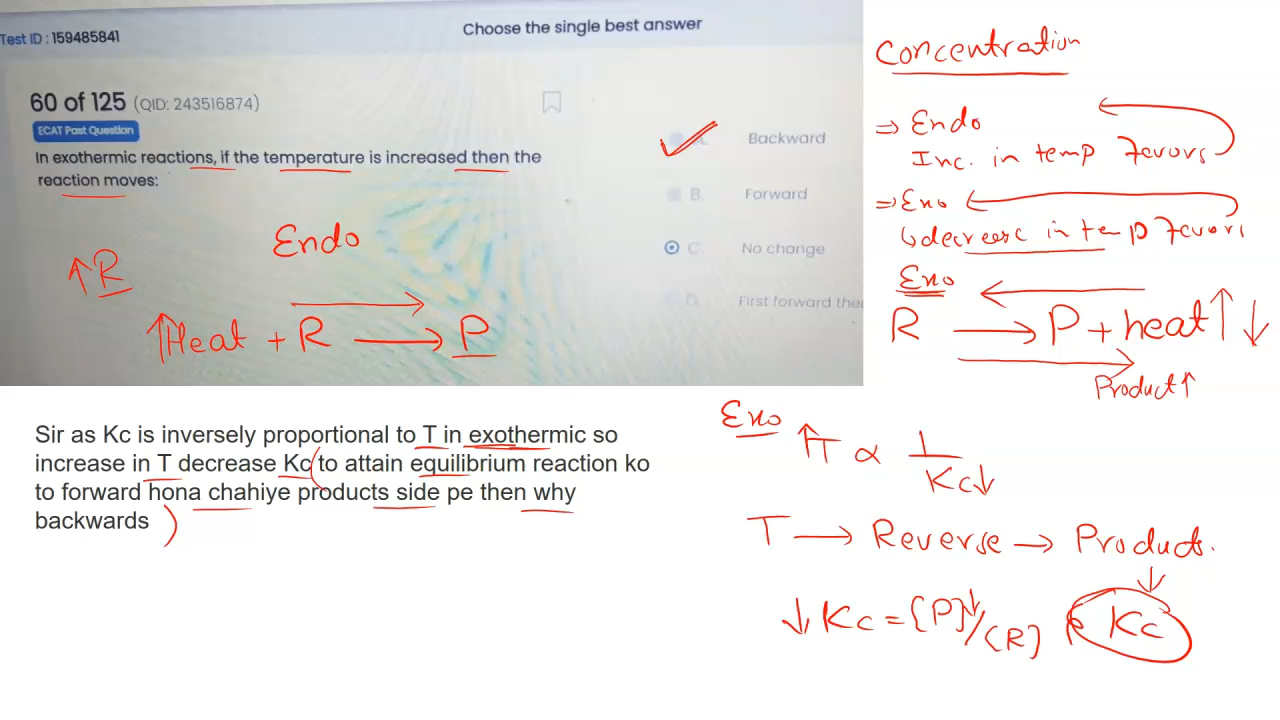 Test ID : 159485841
Choose the single best answer
60 of 125 (QID: 243516874)
ECAT Past Question
In exothermic reactions, if the temperature is increased then the
reaction moves:
Backward
B. Forward
C. No change
D. First forward then
Endo
↑R
↑Heat + R → P
Concentration
⇒ Endo
Inc. in temp favors
⇒ Exo
↳ decrease in temp favors
Exo
R → P + heat ↑ ↓
Product ↑
Sir as Kc is inversely proportional to T in exothermic so
increase in T decrease Kc(to attain equilibrium reaction ko
to forward hona chahiye products side pe then why
backwards )
Exo
↑T ∝ 1/Kc↓
T → Reverse → Product.
↓Kc = [P]↓/[R] Kc